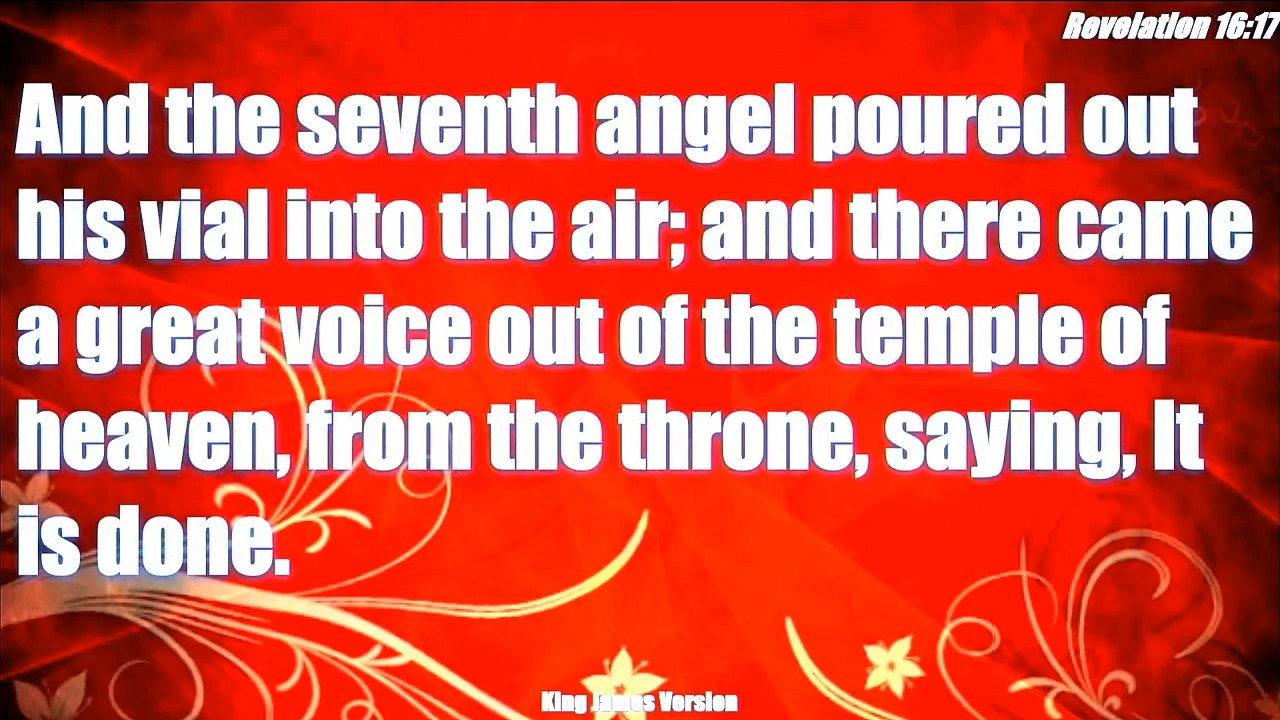 Revelation 16:17
And the seventh angel poured out
his vial into the air; and there came
a great voice out of the temple of
heaven, from the throne, saying, It
is done.
King James Version